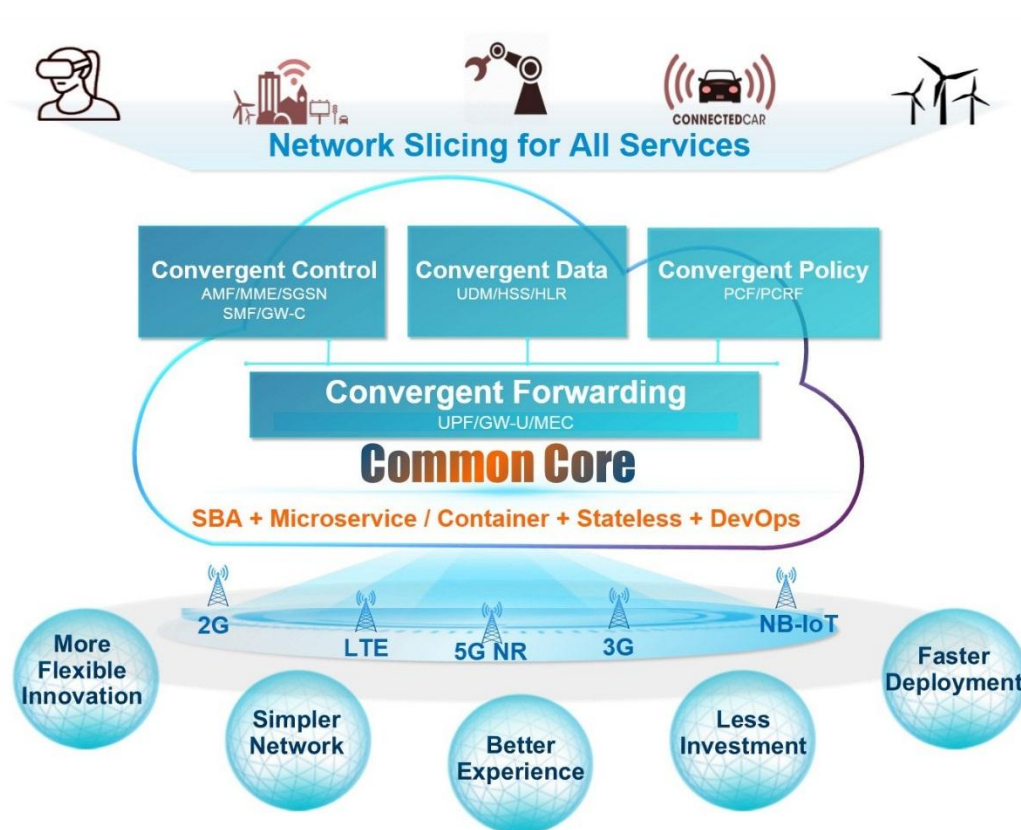 CONNECTEDCAR
Network Slicing for All Services
Convergent Control
AMF/MME/SGSN
SMF/GW-C
Convergent Data
UDM/HSS/HLR
Convergent Policy
PCF/PCRF
Convergent Forwarding
UPF/GW-U/MEC
Common Core
SBA + Microservice / Container + Stateless + DevOps
2G
LTE
5G NR
3G
NB-IoT
More
Flexible
Innovation
Simpler
Network
Better
Experience
Less
Investment
Faster
Deployment